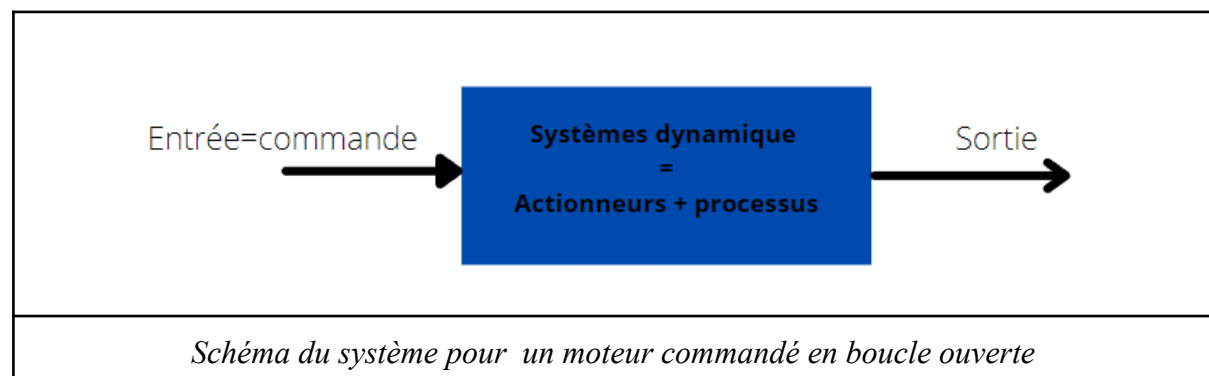 Entrée=commande
Systèmes dynamique
=
Actionneurs + processus
Sortie
Schéma du système pour un moteur commandé en boucle ouverte